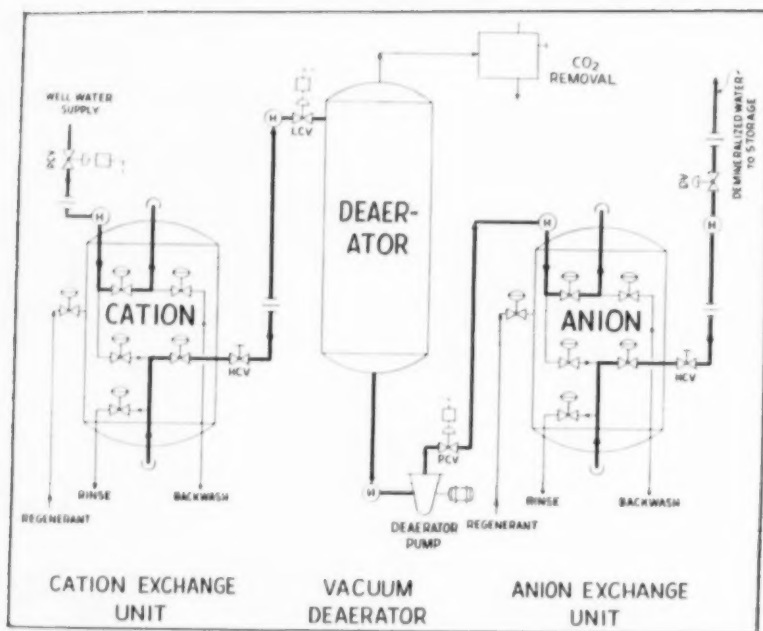 WELL WATER
SUPPLY
PCV
H
CATION
HCV
REGENERANT
RINSE
BACKWASH
H
LCV
CO2
REMOVAL
DEAER-
ATOR
H
PCV
DEAERATOR
PUMP
H
ANION
HCV
REGENERANT
RINSE
BACKWASH
H
DEMINERALIZED WATER-
TO STORAGE
CATION EXCHANGE
UNIT
VACUUM
DEAERATOR
ANION EXCHANGE
UNIT